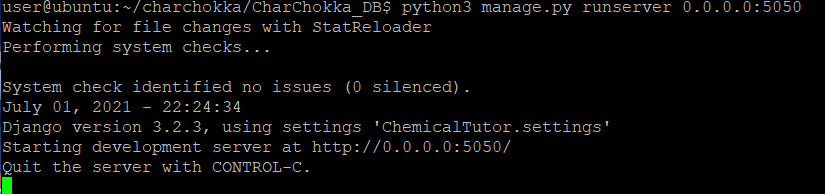 user@ubuntu:~/charchokka/CharChokka_DB$ python3 manage.py runserver 0.0.0.0:5050
Watching for file changes with StatReloader
Performing system checks...

System check identified no issues (0 silenced).
July 01, 2021 - 22:24:34
Django version 3.2.3, using settings 'ChemicalTutor.settings'
Starting development server at http://0.0.0.0:5050/
Quit the server with CONTROL-C.